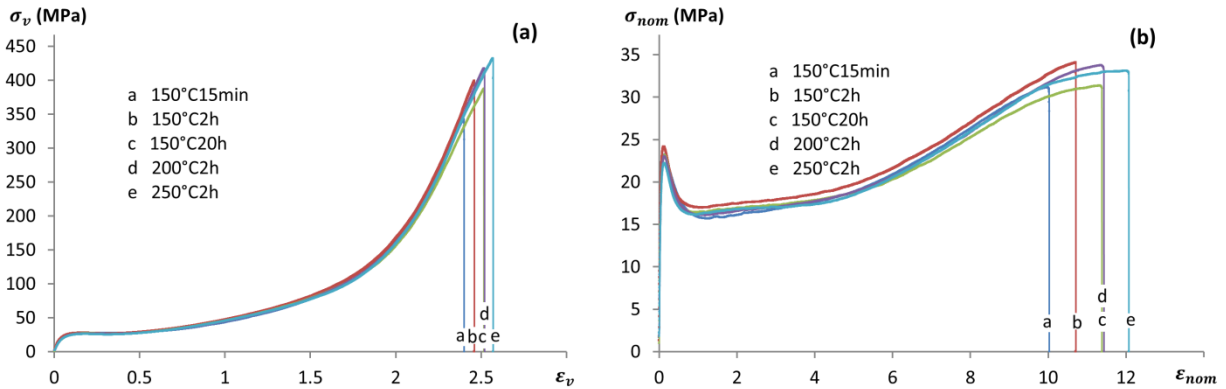 σv (MPa)
(a)
450
400
350
300
250
200
150
100
50
0
a 150°C15min
b 150°C2h
c 150°C20h
d 200°C2h
e 250°C2h
d
a b c e
0 0.5 1 1.5 2 2.5 3
εv
σnom (MPa)
(b)
35
30
25
20
15
10
5
0
a 150°C15min
b 150°C2h
c 150°C20h
d 200°C2h
e 250°C2h
d
a b c e
0 2 4 6 8 10 12
εnom